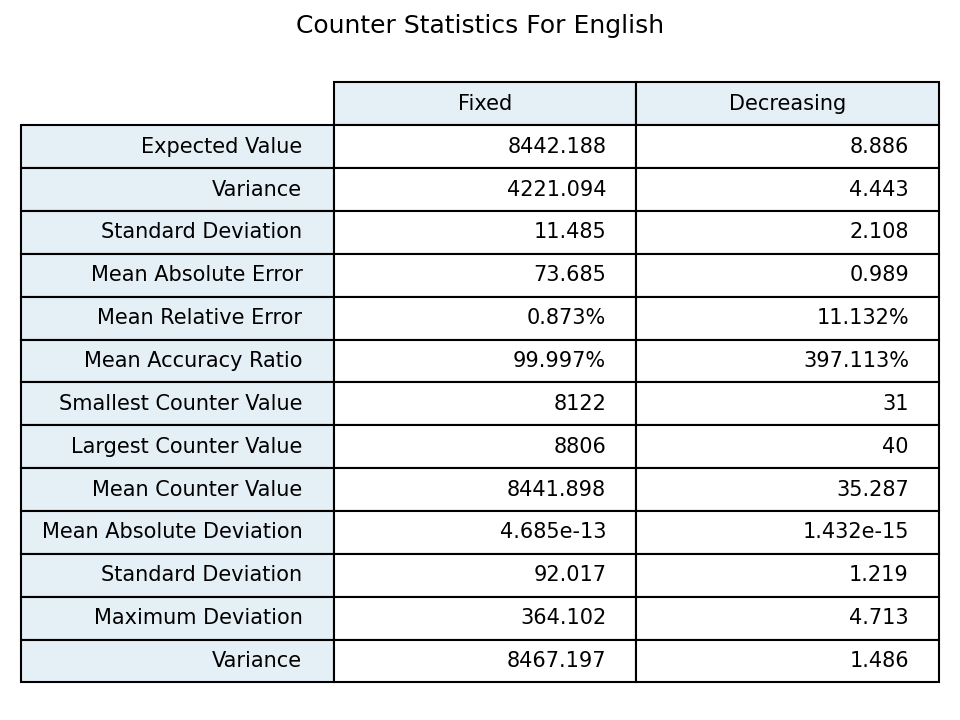 Counter Statistics For English
Fixed Decreasing
Expected Value 8442.188 8.886
Variance 4221.094 4.443
Standard Deviation 11.485 2.108
Mean Absolute Error 73.685 0.989
Mean Relative Error 0.873% 11.132%
Mean Accuracy Ratio 99.997% 397.113%
Smallest Counter Value 8122 31
Largest Counter Value 8806 40
Mean Counter Value 8441.898 35.287
Mean Absolute Deviation 4.685e-13 1.432e-15
Standard Deviation 92.017 1.219
Maximum Deviation 364.102 4.713
Variance 8467.197 1.486